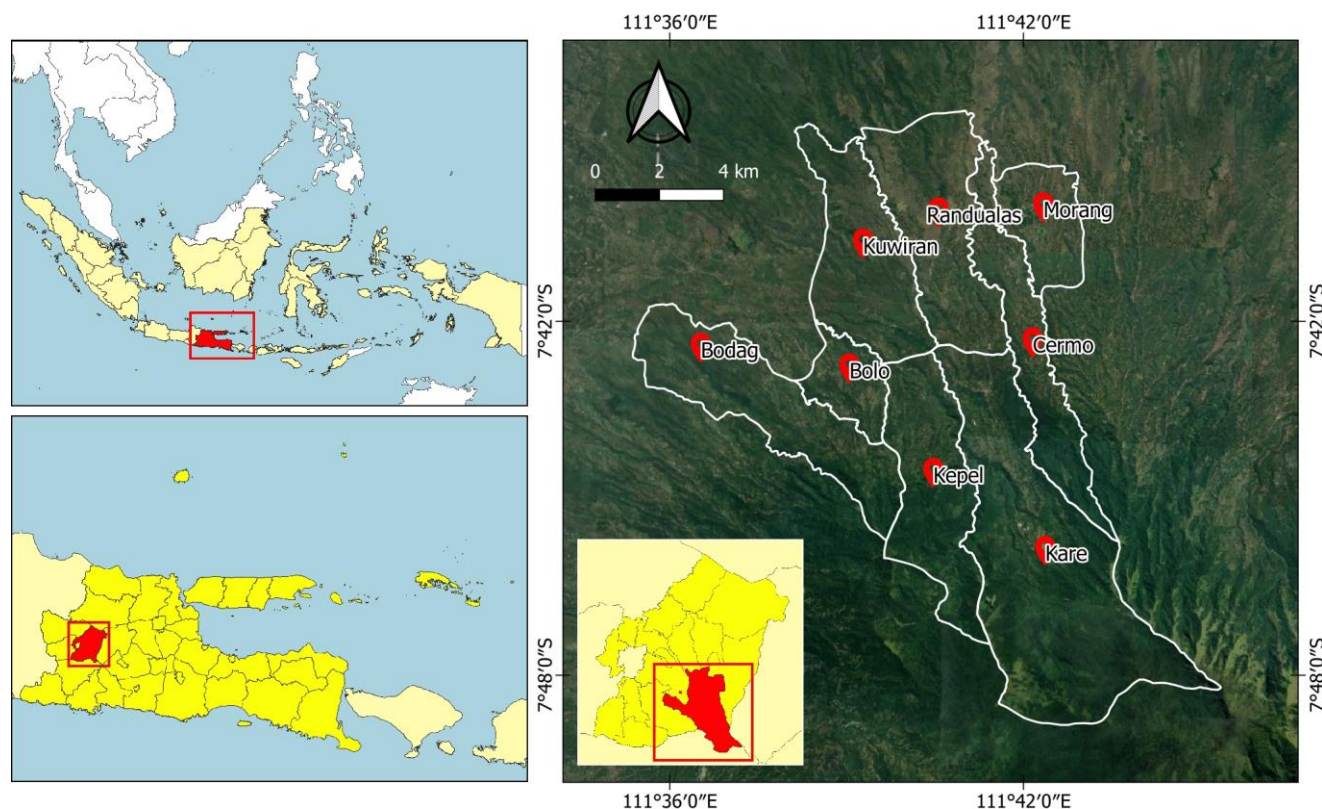 111°36′0″E
111°42′0″E
0 2 4 km
Randualas
Morang
Kuwiran
7°42′0″S
7°42′0″S
Bodag
Bolo
Cermo
Kepel
Kare
7°48′0″S
7°48′0″S
111°36′0″E
111°42′0″E